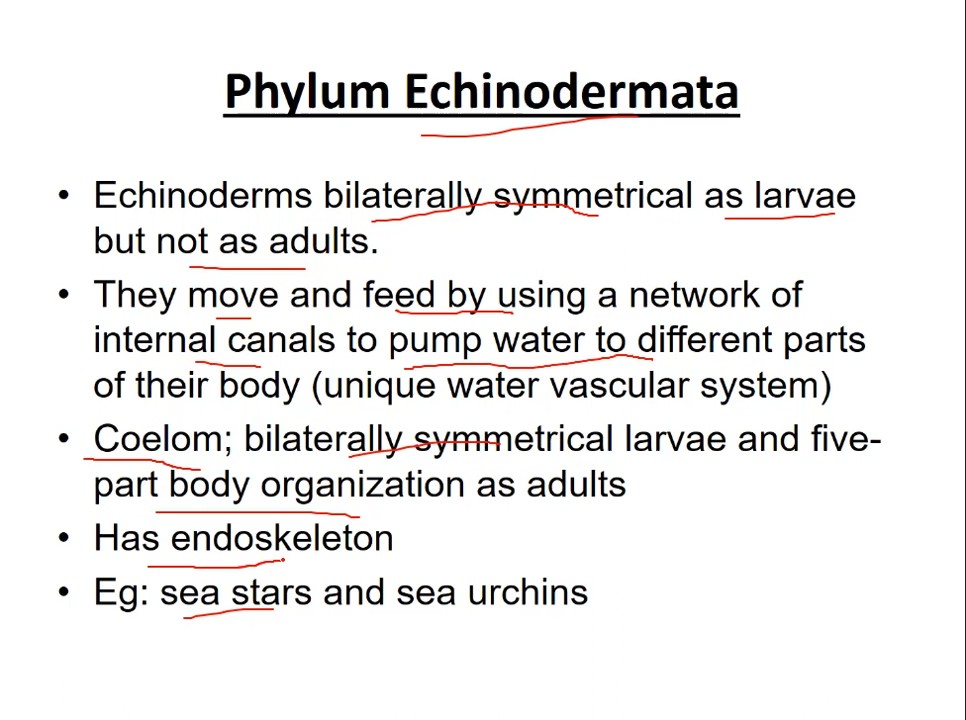 Phylum Echinodermata
• Echinoderms bilaterally symmetrical as larvae
but not as adults.
• They move and feed by using a network of
internal canals to pump water to different parts
of their body (unique water vascular system)
• Coelom; bilaterally symmetrical larvae and five-
part body organization as adults
• Has endoskeleton
• Eg: sea stars and sea urchins